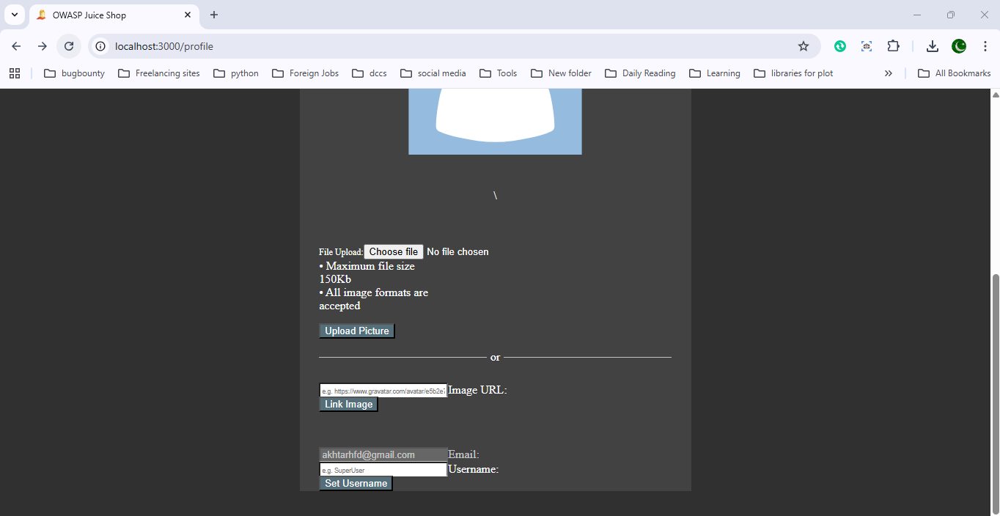 OWASP Juice Shop
localhost:3000/profile
bugbounty Freelancing sites python Foreign Jobs dccs social media Tools New folder Daily Reading Learning libraries for plot » All Bookmarks
\
File Upload: Choose file No file chosen
• Maximum file size
150Kb
• All image formats are
accepted
Upload Picture
or
e.g. https://www.gravatar.com/avatar/e5b2e7 Image URL:
Link Image
akhtarhfd@gmail.com Email:
e.g. SuperUser Username:
Set Username